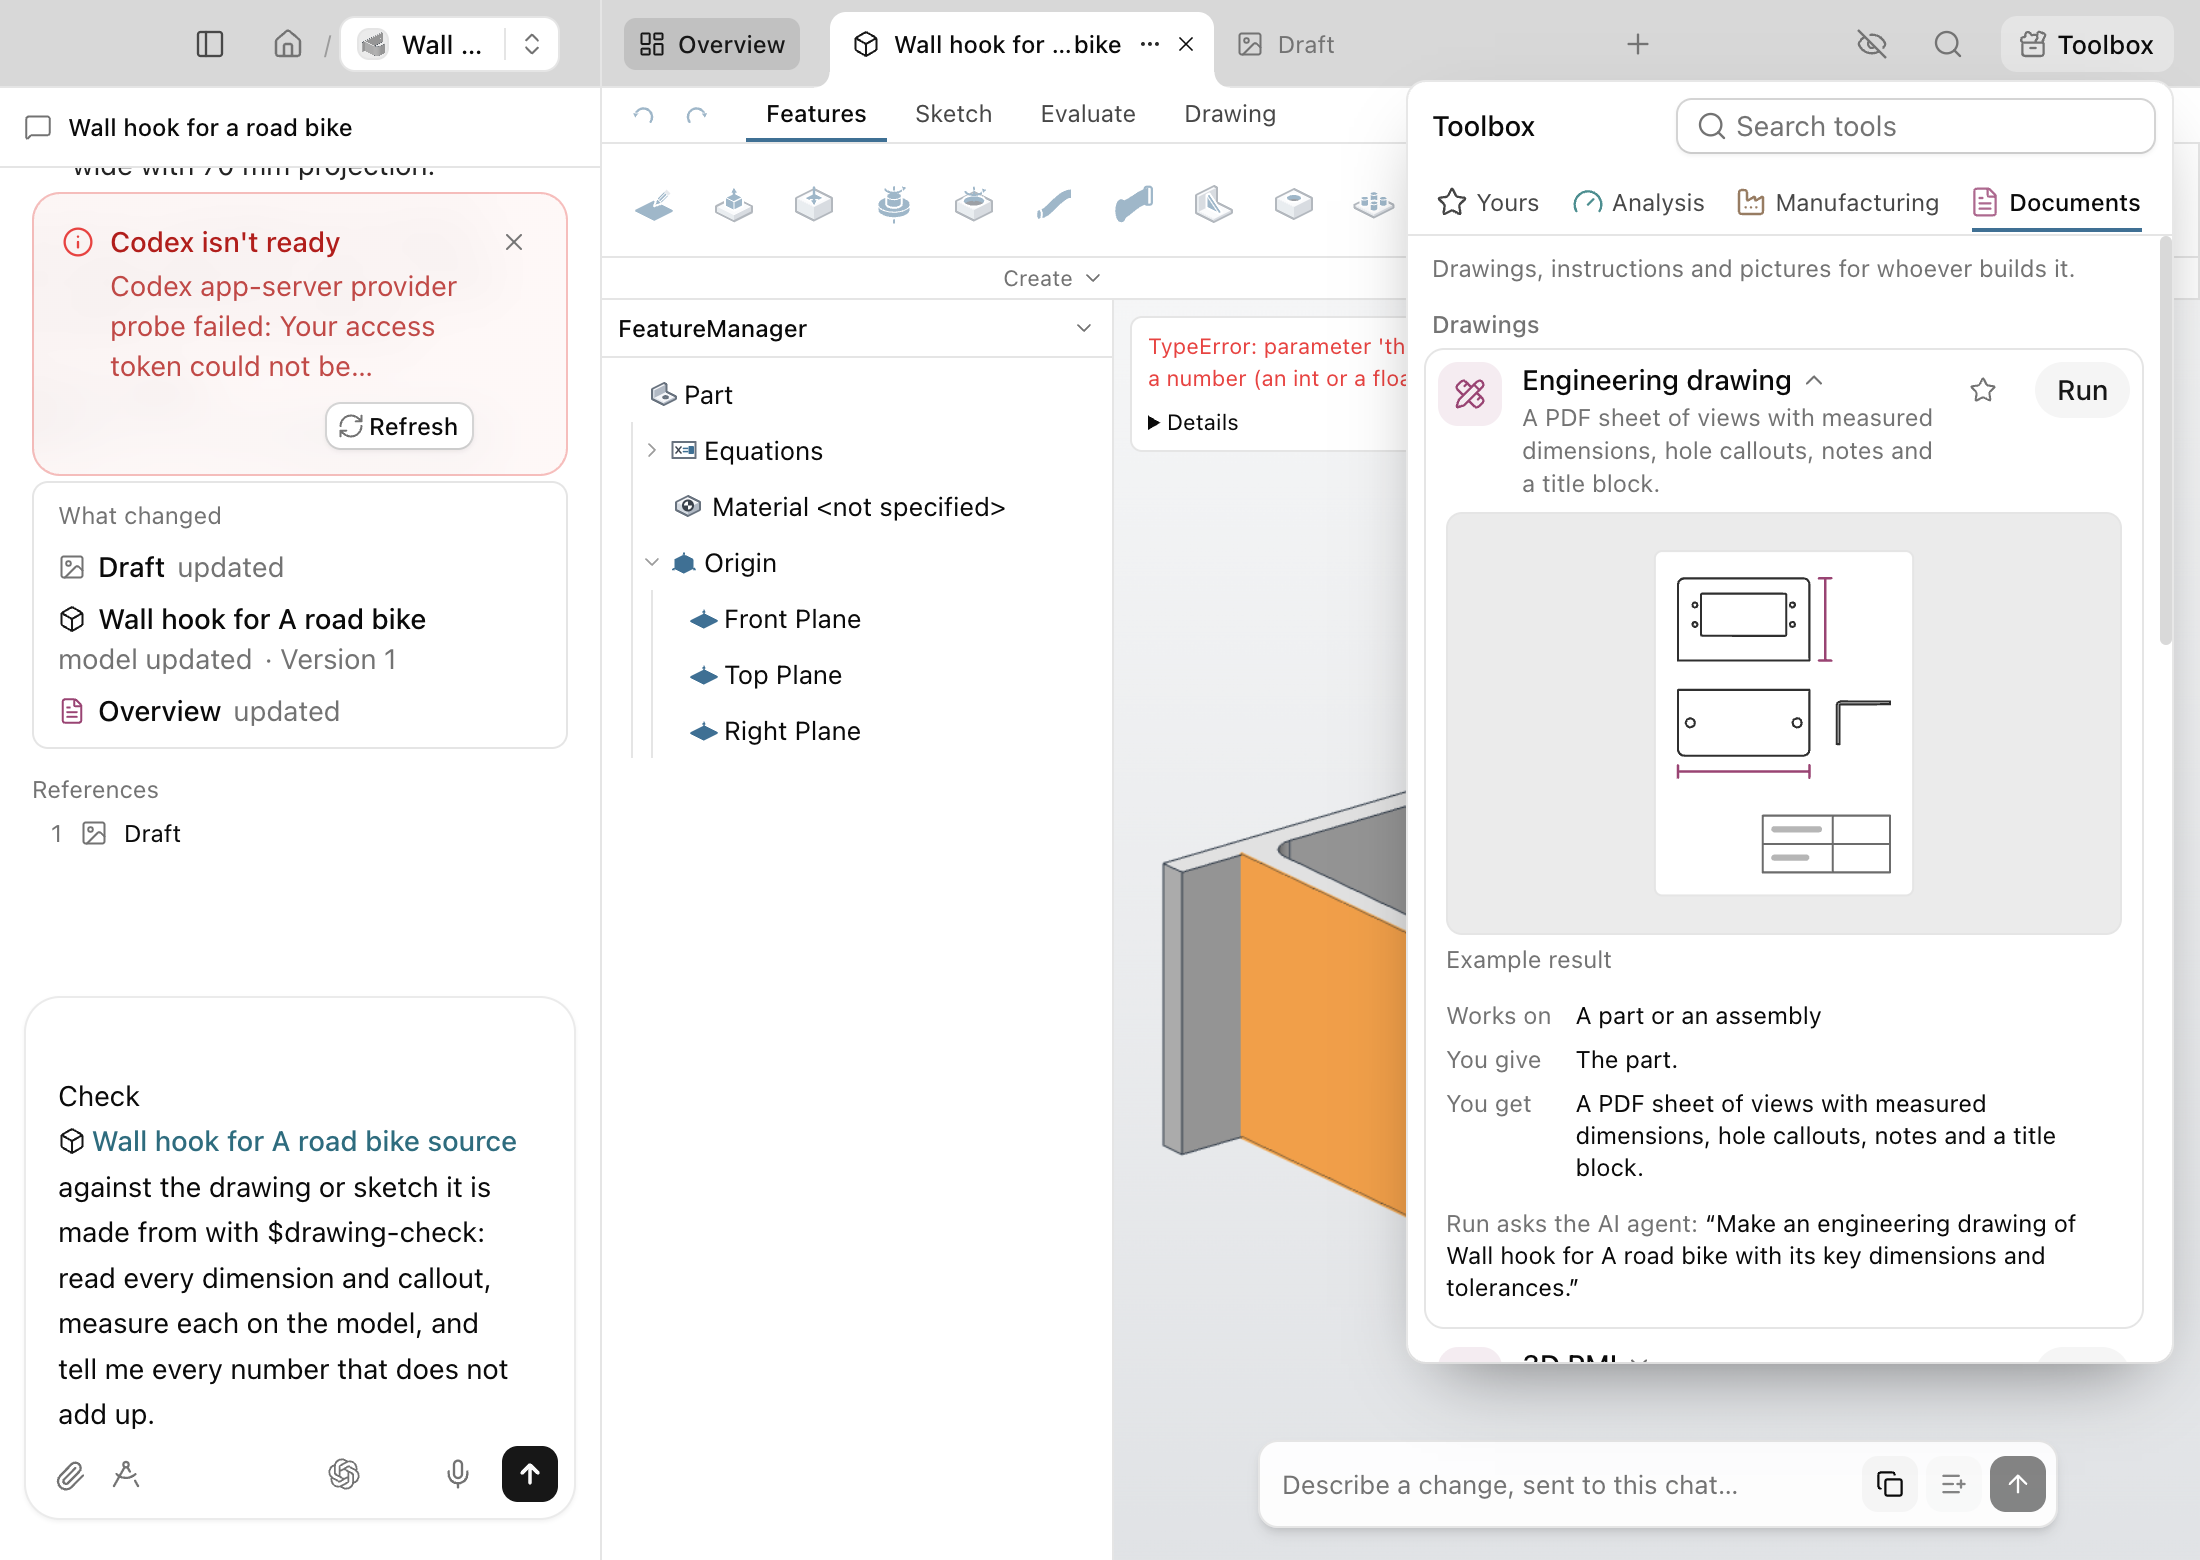 Wall ...
Overview
Wall hook for ...bike
Draft
Toolbox
Wall hook for a road bike
wide with 70 mm projection.
Codex isn't ready
Codex app-server provider
probe failed: Your access
token could not be...
Refresh
What changed
Draft updated
Wall hook for A road bike
model updated · Version 1
Overview updated
References
1 Draft
Check
Wall hook for A road bike source
against the drawing or sketch it is
made from with $drawing-check:
read every dimension and callout,
measure each on the model, and
tell me every number that does not
add up.
Features
Sketch
Evaluate
Drawing
Create
FeatureManager
Part
Equations
Material <not specified>
Origin
Front Plane
Top Plane
Right Plane
TypeError: parameter 'th
a number (an int or a floa
Details
Toolbox
Search tools
Yours
Analysis
Manufacturing
Documents
Drawings, instructions and pictures for whoever builds it.
Drawings
Engineering drawing
Run
A PDF sheet of views with measured
dimensions, hole callouts, notes and
a title block.
Example result
Works on A part or an assembly
You give The part.
You get A PDF sheet of views with measured
dimensions, hole callouts, notes and a title
block.
Run asks the AI agent: “Make an engineering drawing of
Wall hook for A road bike with its key dimensions and
tolerances.”
3D PMI
Describe a change, sent to this chat...